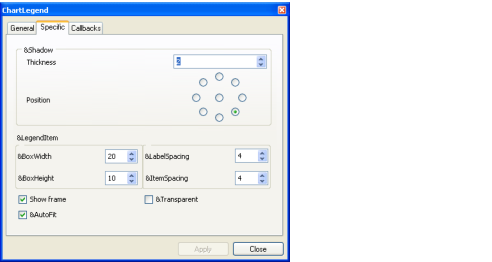 ChartLegend
General Specific Callbacks
&Shadow
Thickness 2
Position
&LegendItem
&BoxWidth 20 &LabelSpacing 4
&BoxHeight 10 &ItemSpacing 4
Show frame &Transparent
&AutoFit
Apply Close